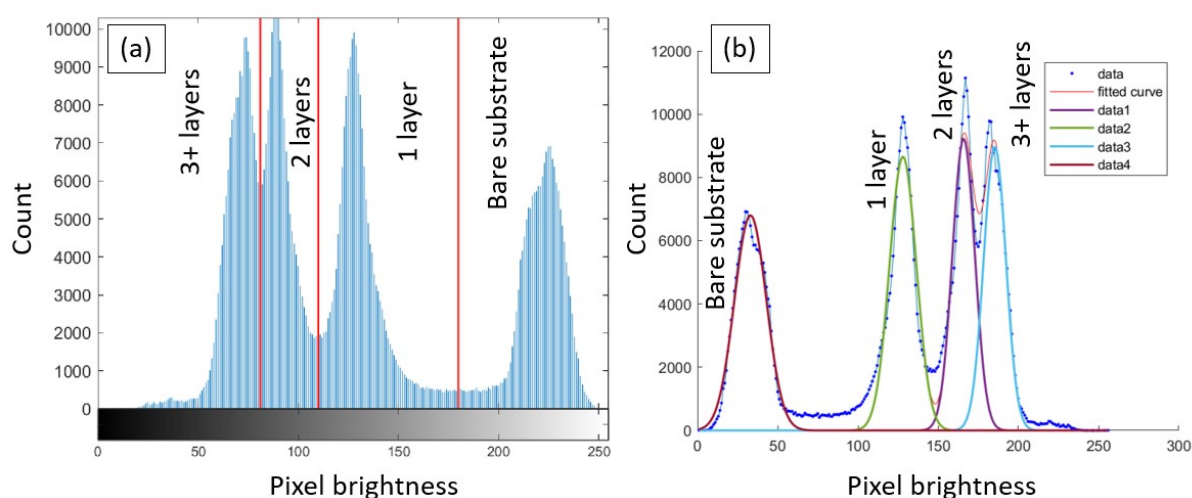 (a)
10000
9000
8000
7000
6000
5000
4000
3000
2000
1000
0
Count
3+ layers
2 layers
1 layer
Bare substrate
0
50
100
150
200
250
Pixel brightness
(b)
12000
10000
8000
6000
4000
2000
0
Count
Bare substrate
1 layer
2 layers
3+ layers
data
fitted curve
data1
data2
data3
data4
0
50
100
150
200
250
300
Pixel brightness